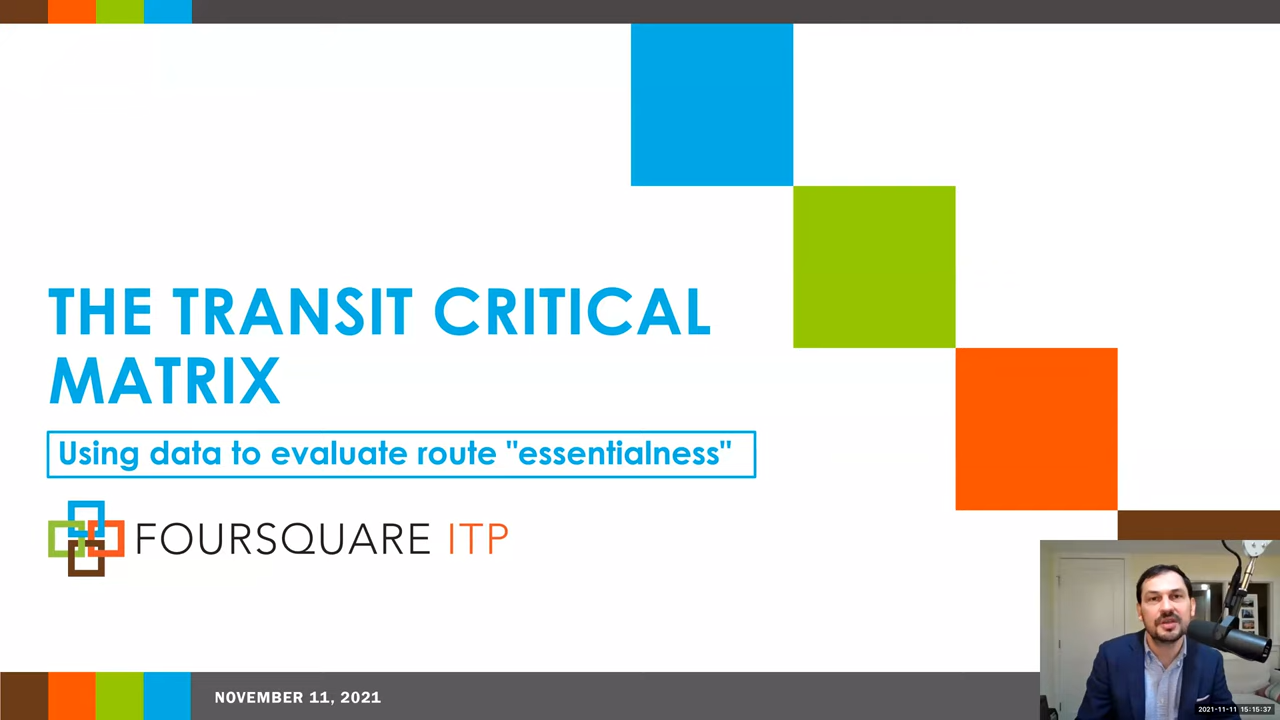 THE TRANSIT CRITICAL
MATRIX
Using data to evaluate route "essentialness"
FOURSQUARE ITP
NOVEMBER 11, 2021
2021-11-11 15:15:37